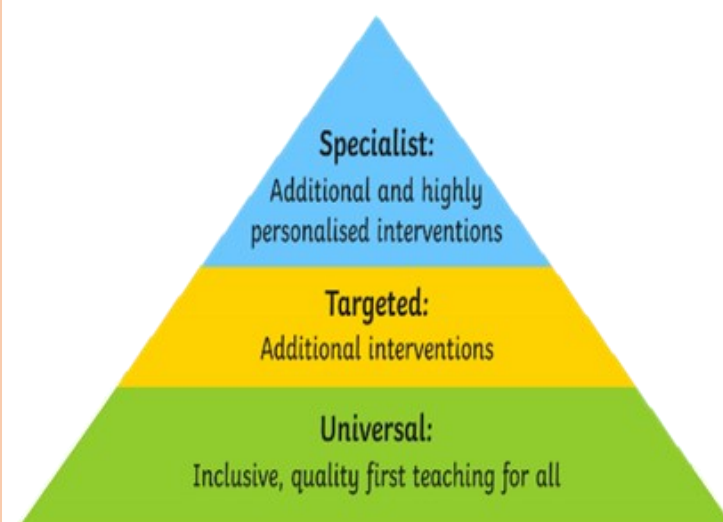 Specialist:
Additional and highly
personalised interventions
Targeted:
Additional interventions
Universal:
Inclusive, quality first teaching for all